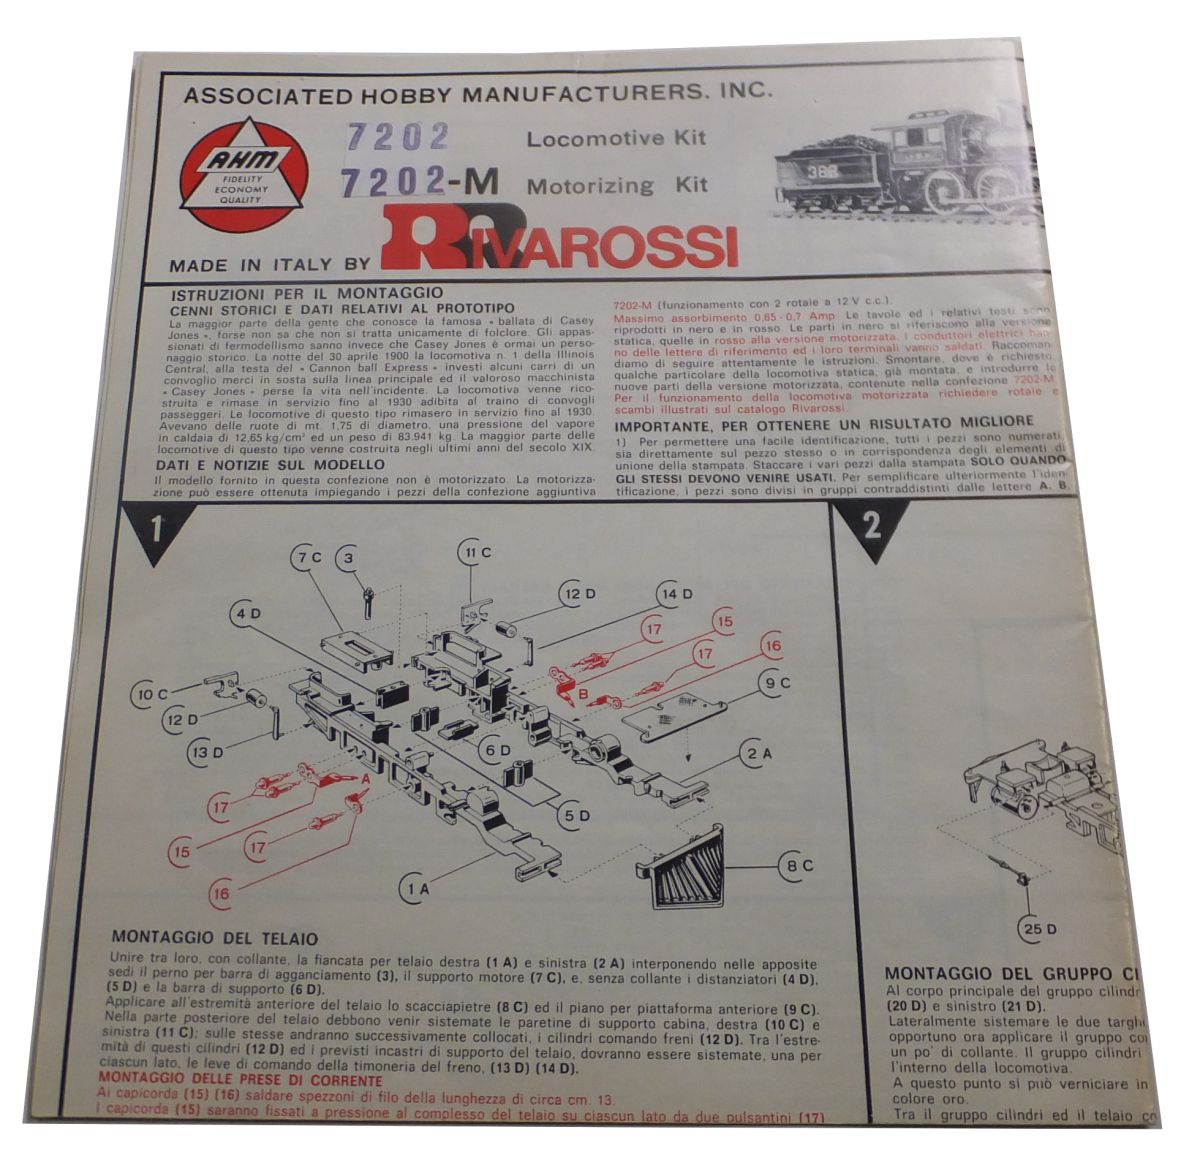 ASSOCIATED HOBBY MANUFACTURERS. INC.
AHM
FIDELITY
ECONOMY
QUALITY
7202 Locomotive Kit
7202-M Motorizing Kit
388
MADE IN ITALY BY RIVAROSSI
ISTRUZIONI PER IL MONTAGGIO
CENNI STORICI E DATI RELATIVI AL PROTOTIPO
La maggior parte della gente che conosce la famosa « ballata di Casey
Jones », forse non sa che non si tratta unicamente di folclore. Gli appas-
sionati di fermodellismo sanno invece che Casey Jones è ormai un perso-
naggio storico. La notte del 30 aprile 1900 la locomotiva n. 1 della Illinois
Central, alla testa del « Cannon ball Express » investì alcuni carri di un
convoglio merci in sosta sulla linea principale ed il valoroso macchinista
« Casey Jones » perse la vita nell'incidente. La locomotiva venne rico-
struita e rimase in servizio fino al 1930 adibita al traino di convogli
passeggeri. Le locomotive di questo tipo rimasero in servizio fino al 1930.
Avevano delle ruote di mt. 1,75 di diametro, una pressione del vapore
in caldaia di 12,65 kg/cm² ed un peso di 83.941 kg. La maggior parte delle
locomotive di questo tipo venne costruita negli ultimi anni del secolo XIX.
DATI E NOTIZIE SUL MODELLO
Il modello fornito in questa confezione non è motorizzato. La motorizza-
zione può essere ottenuta impiegando i pezzi della confezione aggiuntiva
7202-M (funzionamento con 2 rotaie a 12 V c.c.).
Massimo assorbimento 0,65 - 0,7 Amp. Le tavole ed i relativi testi sono
riprodotti in nero e in rosso. Le parti in nero si riferiscono alla versione
statica, quelle in rosso alla versione motorizzata. I conduttori elettrici han-
no delle lettere di riferimento ed i loro terminali vanno saldati. Raccoman-
diamo di seguire attentamente le istruzioni. Smontare, dove è richiesto,
qualche particolare della locomotiva statica, già montata, e introdurre le
nuove parti della versione motorizzata, contenute nella confezione 7202-M.
Per il funzionamento della locomotiva motorizzata richiedere rotaie e
scambi illustrati sul catalogo Rivarossi.
IMPORTANTE, PER OTTENERE UN RISULTATO MIGLIORE
1) Per permettere una facile identificazione, tutti i pezzi sono numerati
sia direttamente sul pezzo stesso o in corrispondenza degli elementi di
unione della stampata. Staccare i vari pezzi dalla stampata SOLO QUANDO
GLI STESSI DEVONO VENIRE USATI. Per semplificare ulteriormente l'iden-
tificazione, i pezzi sono divisi in gruppi contraddistinti dalle lettere A. B.
1
7 C
3
11 C
12 D
14 D
4 D
17
15
17
16
B
9 C
10 C
12 D
13 D
6 D
2 A
A
17
15
17
16
5 D
1 A
8 C
MONTAGGIO DEL TELAIO
Unire tra loro, con collante, la fiancata per telaio destra (1 A) e sinistra (2 A) interponendo nelle apposite
sedi il perno per barra di agganciamento (3), il supporto motore (7 C), e, senza collante i distanziatori (4 D),
(5 D) e la barra di supporto (6 D).
Applicare all'estremità anteriore del telaio lo scacciapietre (8 C) ed il piano per piattaforma anteriore (9 C).
Nella parte posteriore del telaio debbono venir sistemate le paretine di supporto cabina, destra (10 C) e
sinistra (11 C); sulle stesse andranno successivamente collocati, i cilindri comando freni (12 D). Tra l'estre-
mità di questi cilindri (12 D) ed i previsti incastri di supporto del telaio, dovranno essere sistemate, una per
ciascun lato, le leve di comando della timoneria del freno, (13 D) (14 D).
MONTAGGIO DELLE PRESE DI CORRENTE
Ai capicorda (15) (16) saldare spezzoni di filo della lunghezza di circa cm. 13.
I capicorda (15) saranno fissati a pressione al complesso del telaio su ciascun lato da due pulsantini (17)
2
25 D
MONTAGGIO DEL GRUPPO CI
Al corpo principale del gruppo cilindr
(20 D) e sinistro (21 D).
Lateralmente sistemare le due targh
opportuno ora applicare il gruppo co
un po' di collante. Il gruppo cilindri
l'interno della locomotiva.
A questo punto si può verniciare in
colore oro.
Tra il gruppo cilindri ed il telaio co